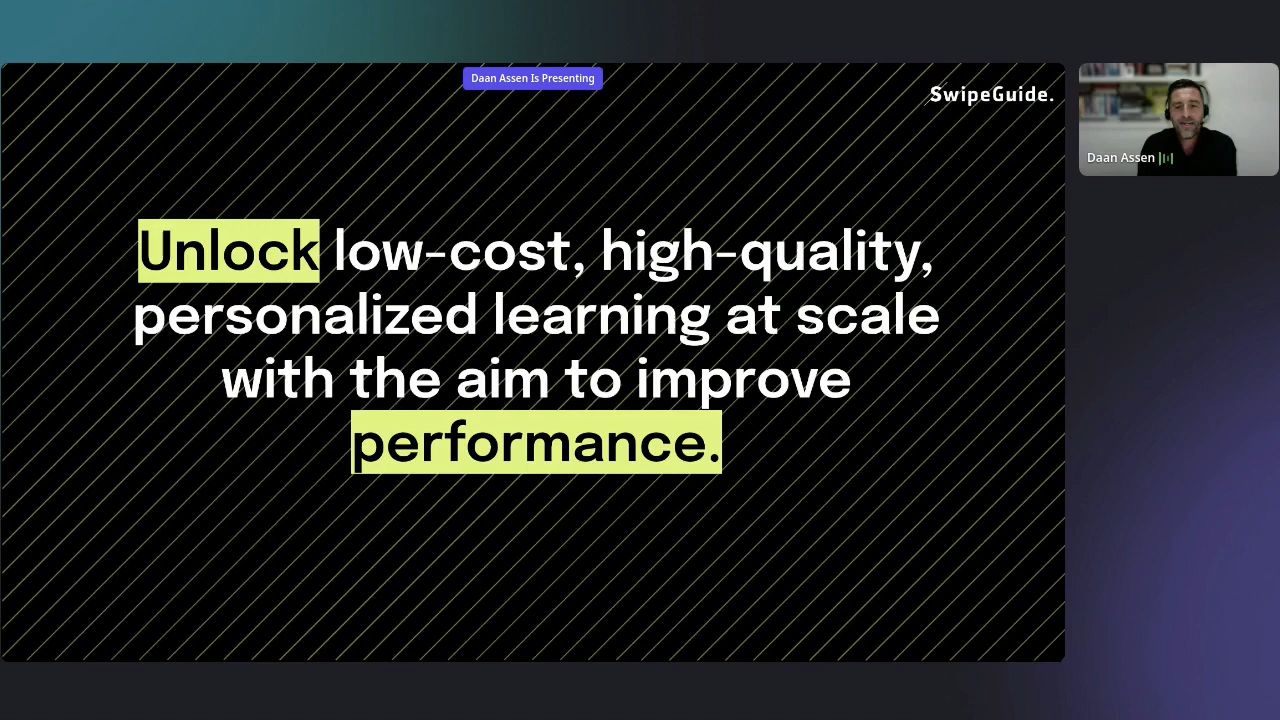 Daan Assen Is Presenting
SwipeGuide.
Unlock low-cost, high-quality,
personalized learning at scale
with the aim to improve
performance.
Daan Assen